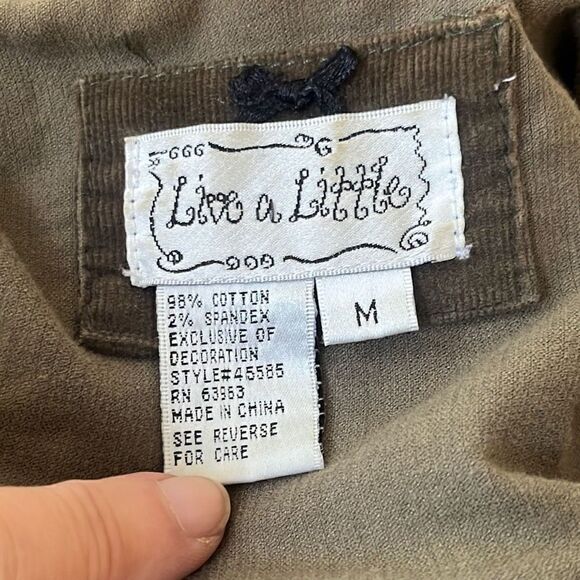 Live a Little
M
98% COTTON
2% SPANDEX
EXCLUSIVE OF
DECORATION
STYLE#45585
RN 63953
MADE IN CHINA
SEE REVERSE
FOR CARE